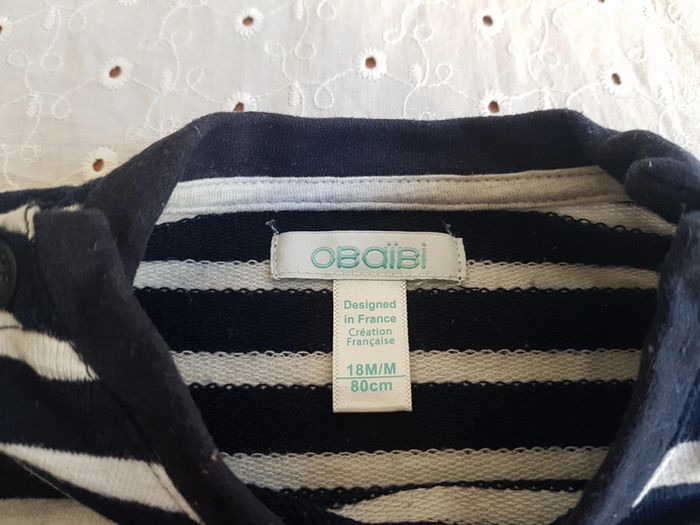 OBaïBi
Designed
in France
Création
Française
18M/M
80cm